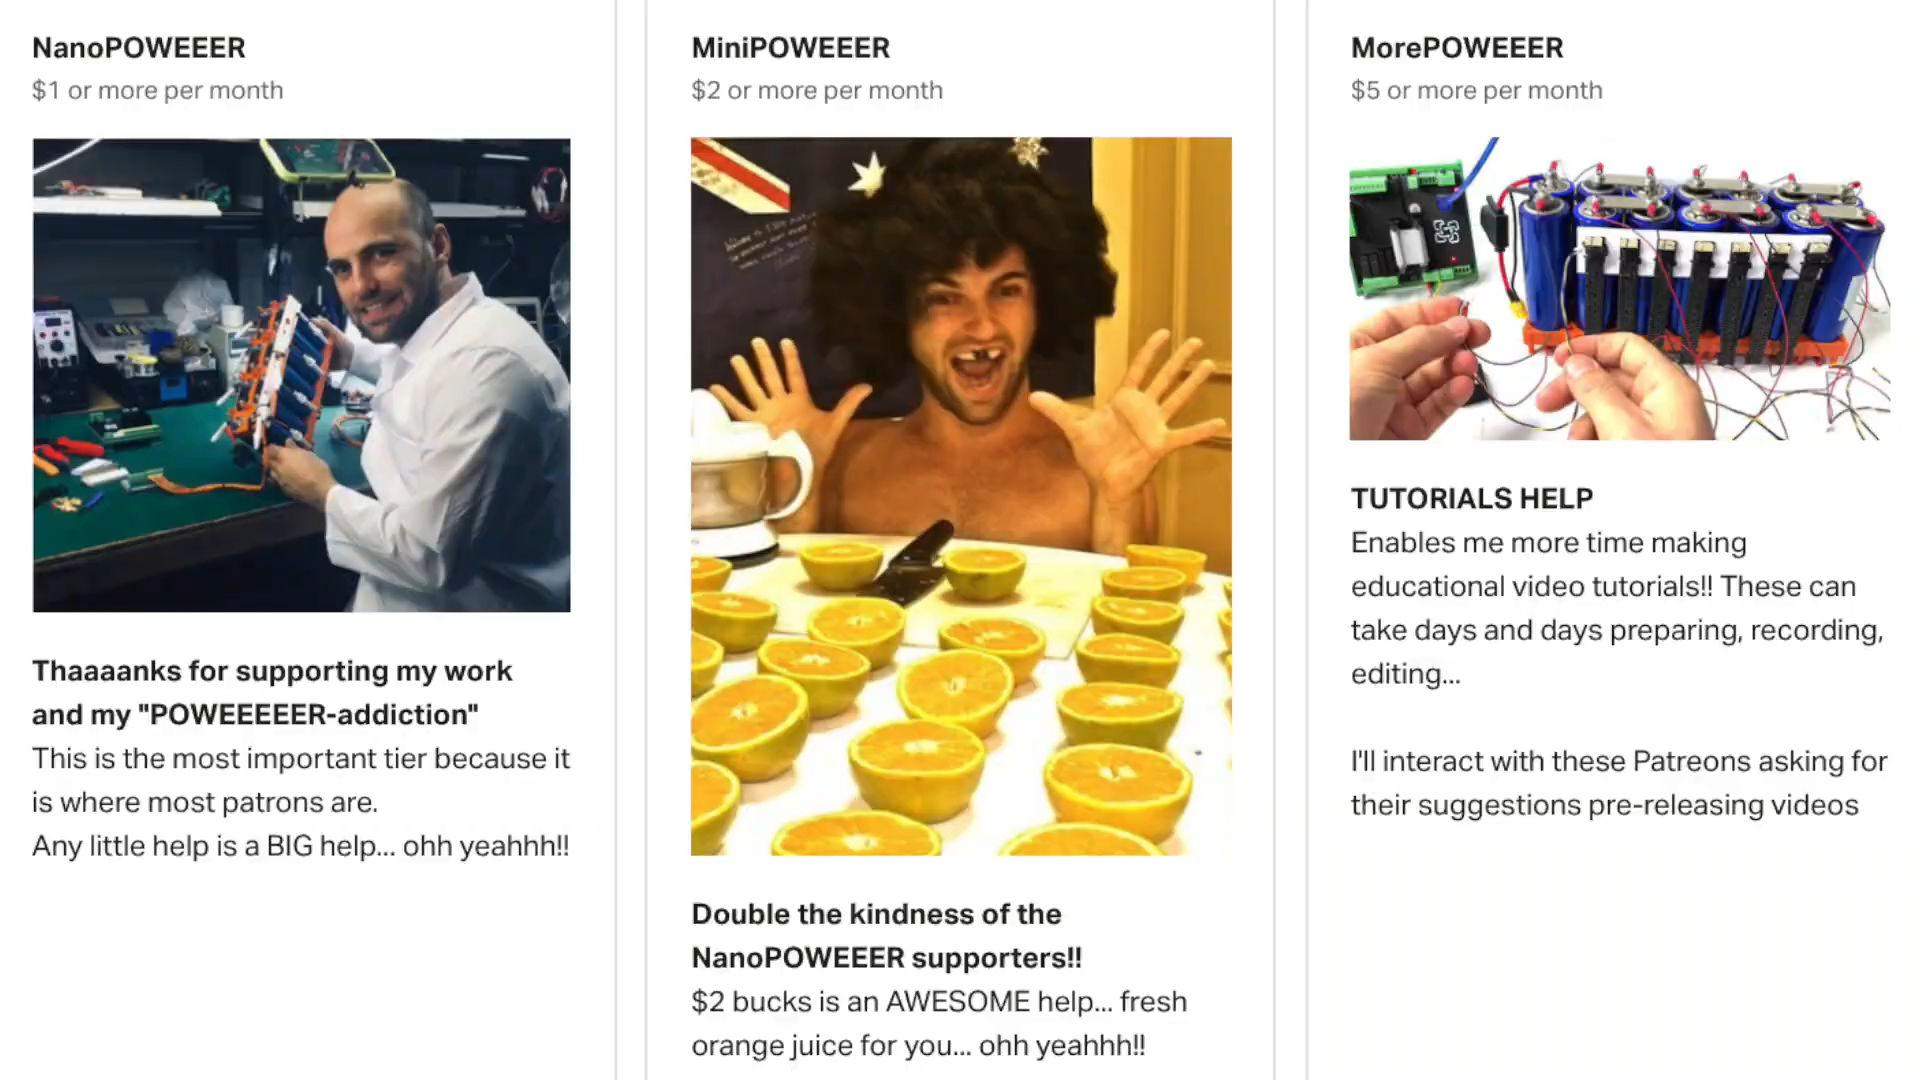 NanoPOWEEER
$1 or more per month
Thaaaanks for supporting my work
and my "POWEEEEER-addiction"
This is the most important tier because it
is where most patrons are.
Any little help is a BIG help... ohh yeahhh!!
MiniPOWEEER
$2 or more per month
Double the kindness of the
NanoPOWEEER supporters!!
$2 bucks is an AWESOME help... fresh
orange juice for you... ohh yeahhh!!
MorePOWEEER
$5 or more per month
TUTORIALS HELP
Enables me more time making
educational video tutorials!! These can
take days and days preparing, recording,
editing...
I'll interact with these Patreons asking for
their suggestions pre-releasing videos